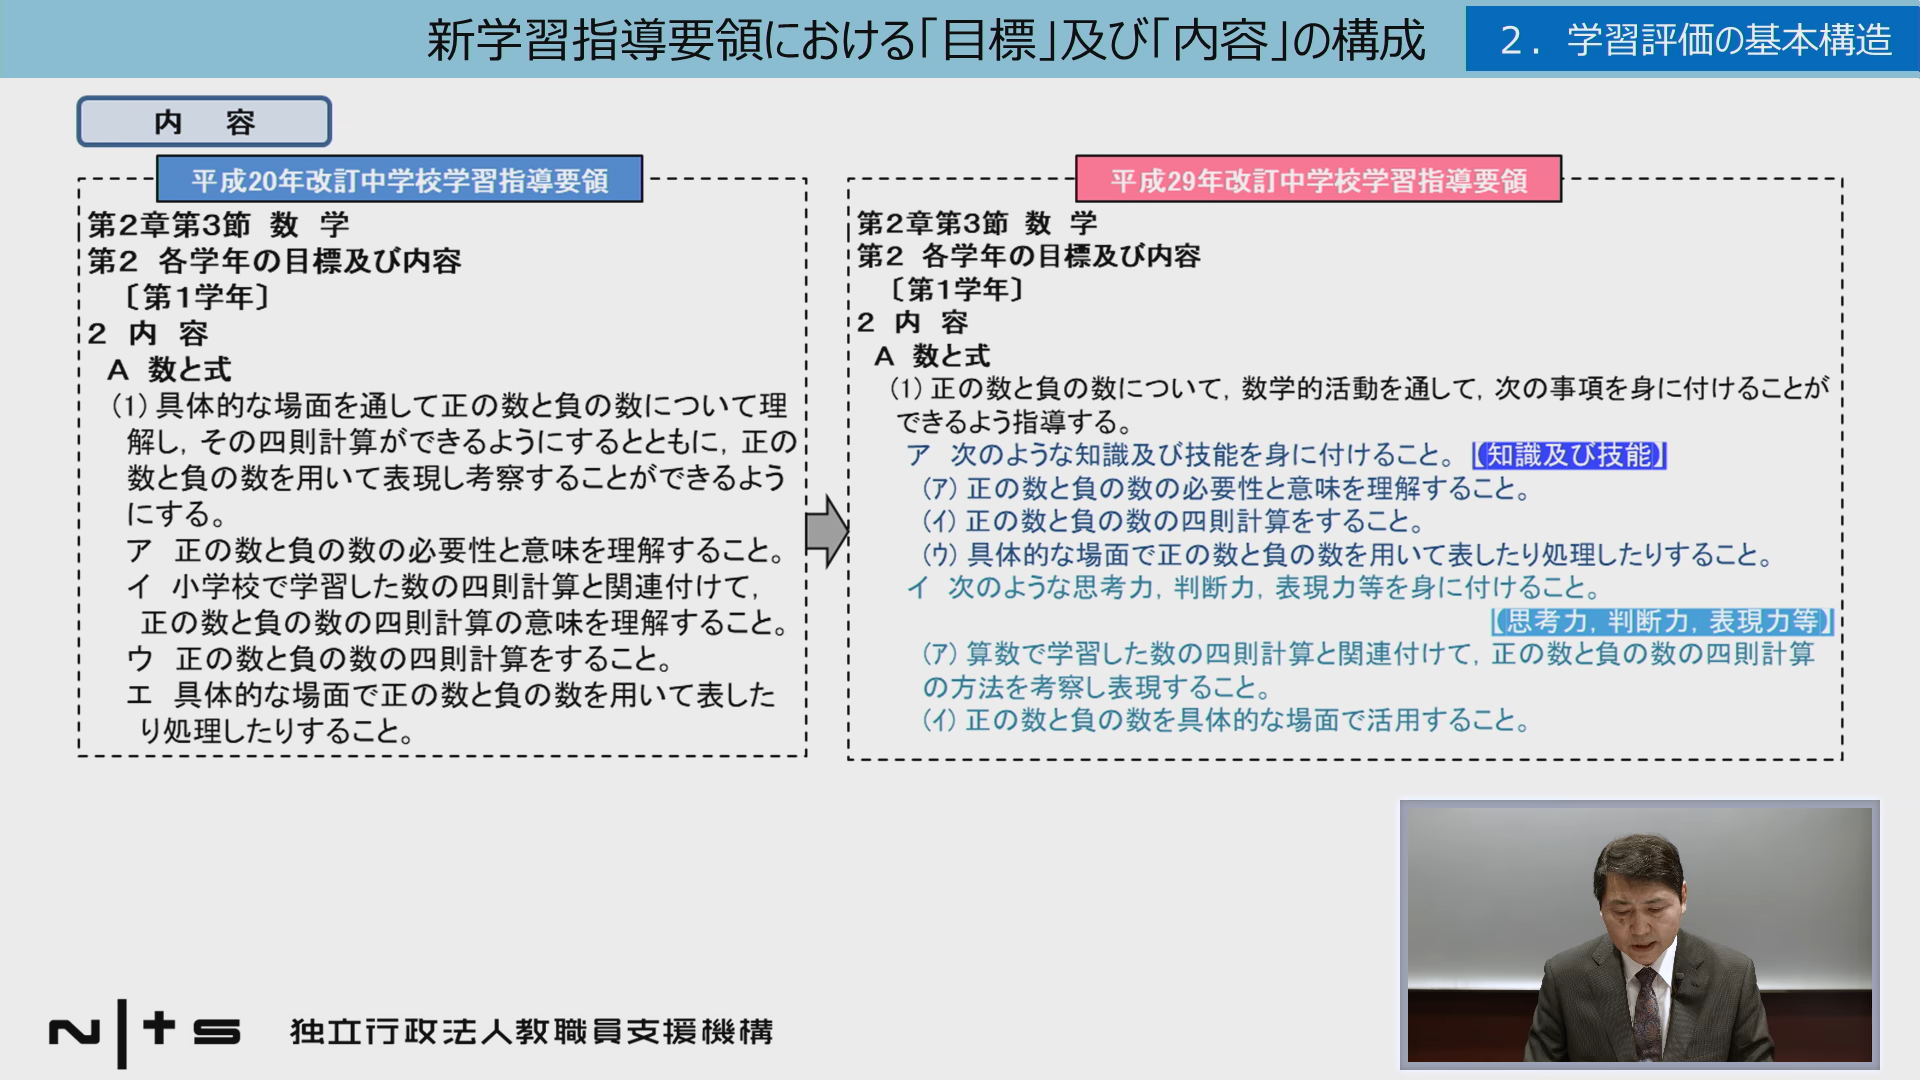 新学習指導要領における「目標」及び「内容」の構成
２．学習評価の基本構造
内　容
平成20年改訂中学校学習指導要領
第2章第3節 数 学
第2 各学年の目標及び内容
〔第1学年〕
2 内 容
A 数と式
(1) 具体的な場面を通して正の数と負の数について理
解し，その四則計算ができるようにするとともに，正の
数と負の数を用いて表現し考察することができるよう
にする。
ア 正の数と負の数の必要性と意味を理解すること。
イ 小学校で学習した数の四則計算と関連付けて，
正の数と負の数の四則計算の意味を理解すること。
ウ 正の数と負の数の四則計算をすること。
エ 具体的な場面で正の数と負の数を用いて表した
り処理したりすること。
平成29年改訂中学校学習指導要領
第2章第3節 数 学
第2 各学年の目標及び内容
〔第1学年〕
2 内 容
A 数と式
(1) 正の数と負の数について，数学的活動を通して，次の事項を身に付けることが
できるよう指導する。
ア 次のような知識及び技能を身に付けること。【知識及び技能】
(ア) 正の数と負の数の必要性と意味を理解すること。
(イ) 正の数と負の数の四則計算をすること。
(ウ) 具体的な場面で正の数と負の数を用いて表したり処理したりすること。
イ 次のような思考力，判断力，表現力等を身に付けること。
【思考力，判断力，表現力等】
(ア) 算数で学習した数の四則計算と関連付けて，正の数と負の数の四則計算
の方法を考察し表現すること。
(イ) 正の数と負の数を具体的な場面で活用すること。
N|+s 独立行政法人教職員支援機構